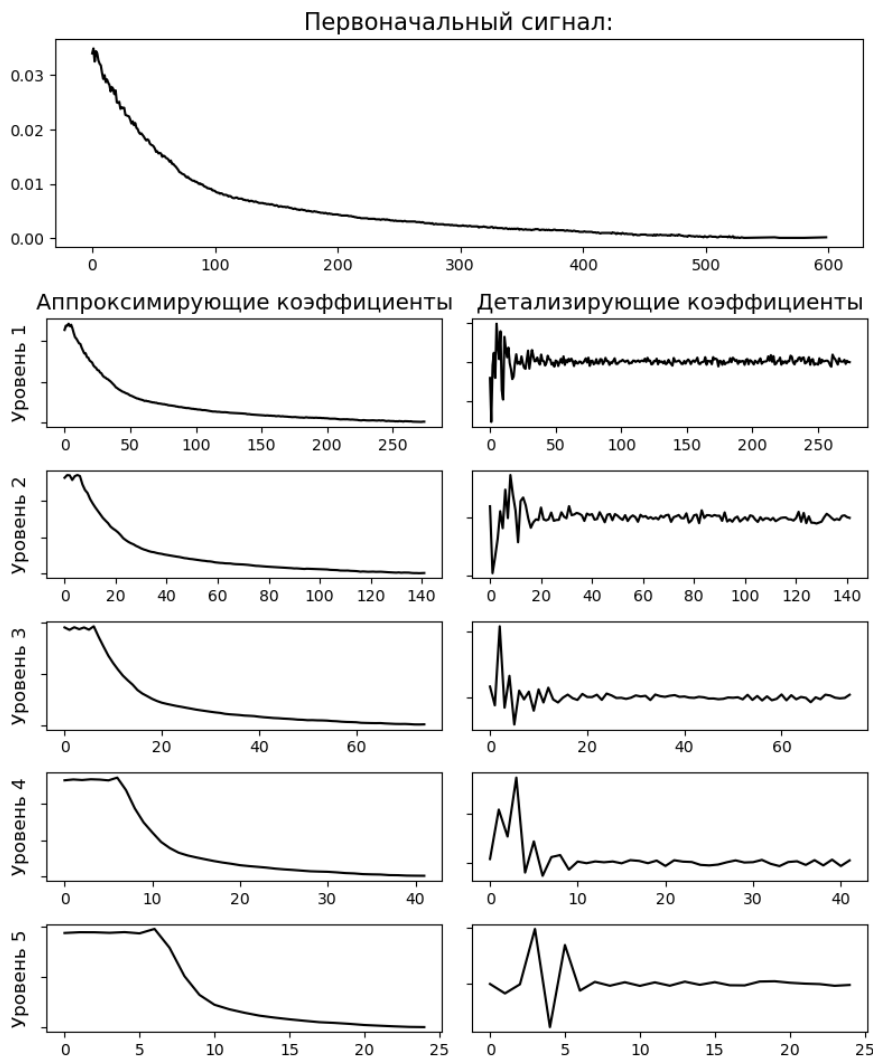 Первоначальный сигнал:
0.03
0.02
0.01
0.00
0 100 200 300 400 500 600
Аппроксимирующие коэффициенты Детализирующие коэффициенты
Уровень 1
0 50 100 150 200 250 0 50 100 150 200 250
Уровень 2
0 20 40 60 80 100 120 140 0 20 40 60 80 100 120 140
Уровень 3
0 20 40 60 0 20 40 60
Уровень 4
0 10 20 30 40 0 10 20 30 40
Уровень 5
0 5 10 15 20 25 0 5 10 15 20 25